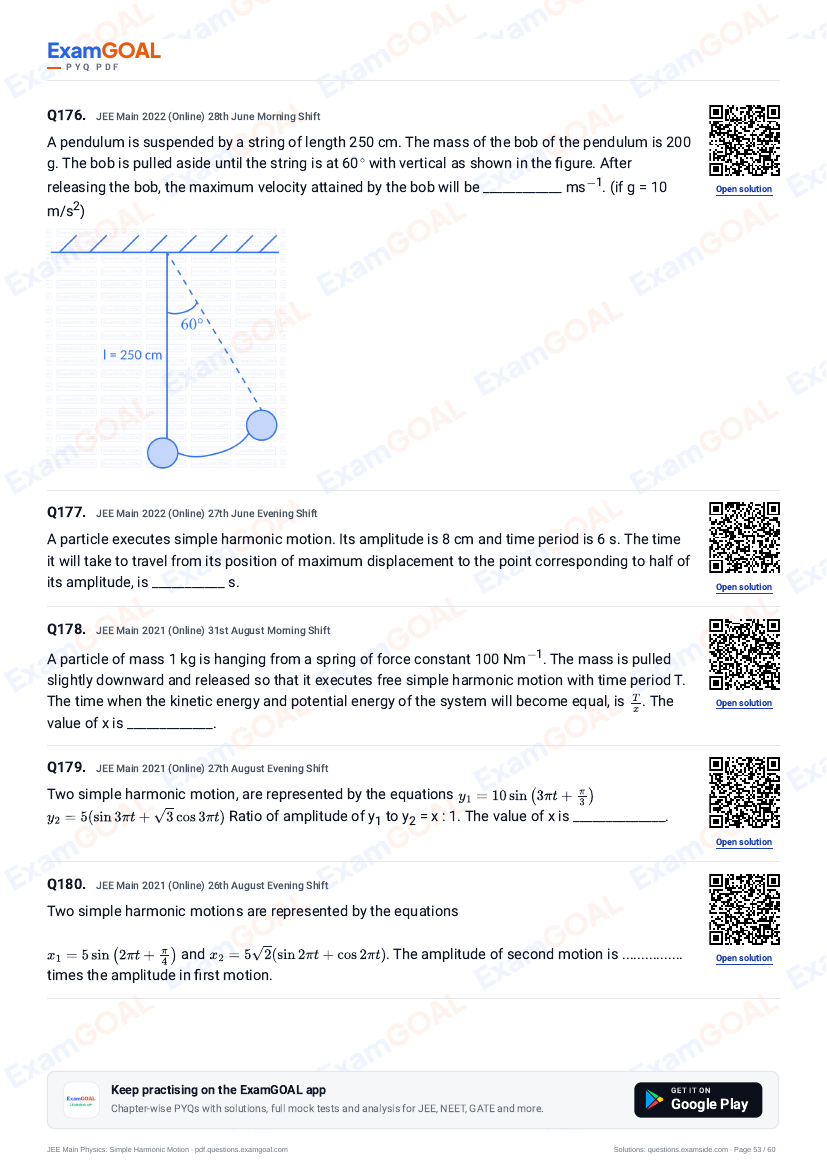 ExamGOAL
PYQ PDF
Q176. JEE Main 2022 (Online) 28th June Morning Shift
A pendulum is suspended by a string of length 250 cm. The mass of the bob of the pendulum is 200
g. The bob is pulled aside until the string is at 60° with vertical as shown in the figure. After
releasing the bob, the maximum velocity attained by the bob will be ____________ ms⁻¹. (if g = 10
m/s²)
Open solution
60°
l = 250 cm
Q177. JEE Main 2022 (Online) 27th June Evening Shift
A particle executes simple harmonic motion. Its amplitude is 8 cm and time period is 6 s. The time
it will take to travel from its position of maximum displacement to the point corresponding to half of
its amplitude, is ___________ s.
Open solution
Q178. JEE Main 2021 (Online) 31st August Morning Shift
A particle of mass 1 kg is hanging from a spring of force constant 100 Nm⁻¹. The mass is pulled
slightly downward and released so that it executes free simple harmonic motion with time period T.
The time when the kinetic energy and potential energy of the system will become equal, is T/x. The
value of x is _____________.
Open solution
Q179. JEE Main 2021 (Online) 27th August Evening Shift
Two simple harmonic motion, are represented by the equations y₁ = 10 sin (3πt + π/3)
y₂ = 5(sin 3πt + √3 cos 3πt) Ratio of amplitude of y₁ to y₂ = x : 1. The value of x is ______________.
Open solution
Q180. JEE Main 2021 (Online) 26th August Evening Shift
Two simple harmonic motions are represented by the equations
x₁ = 5 sin (2πt + π/4) and x₂ = 5√2(sin 2πt + cos 2πt). The amplitude of second motion is ................
times the amplitude in first motion.
Open solution
Keep practising on the ExamGOAL app
Chapter-wise PYQs with solutions, full mock tests and analysis for JEE, NEET, GATE and more.
GET IT ON
Google Play
JEE Main Physics: Simple Harmonic Motion · pdf.questions.examgoal.com
Solutions: questions.examside.com · Page 53 / 60